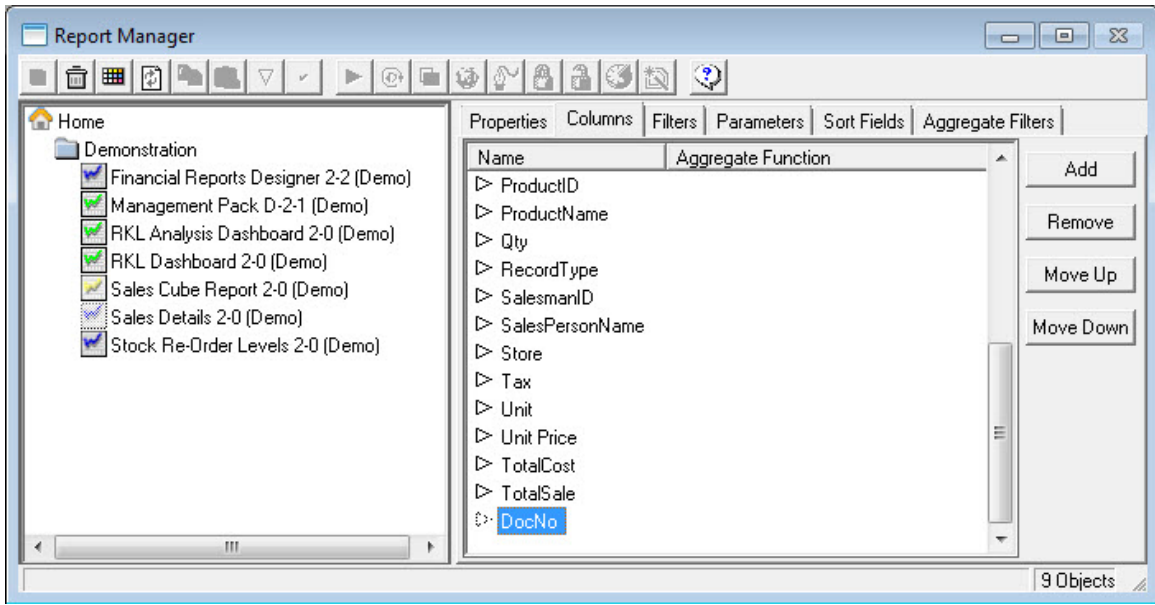 Report Manager
Home
Demonstration
Financial Reports Designer 2-2 (Demo)
Management Pack D-2-1 (Demo)
RKL Analysis Dashboard 2-0 (Demo)
RKL Dashboard 2-0 (Demo)
Sales Cube Report 2-0 (Demo)
Sales Details 2-0 (Demo)
Stock Re-Order Levels 2-0 (Demo)
Properties Columns Filters Parameters Sort Fields Aggregate Filters
Name Aggregate Function
ProductID
ProductName
Qty
RecordType
SalesmanID
SalesPersonName
Store
Tax
Unit
Unit Price
TotalCost
TotalSale
DocNo
Add
Remove
Move Up
Move Down
9 Objects